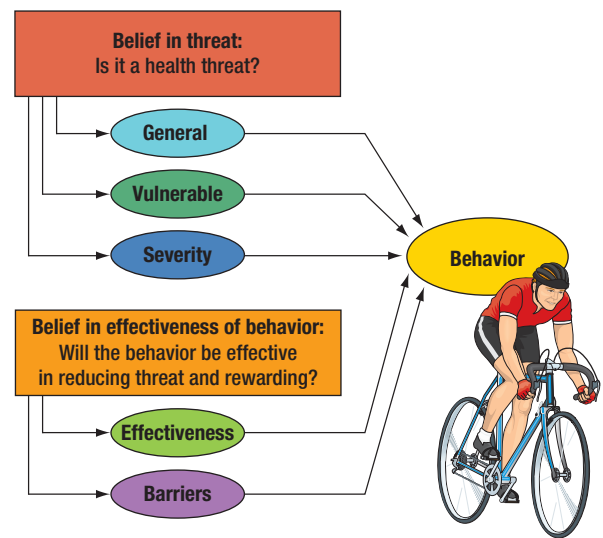 Belief in threat:
Is it a health threat?
General
Vulnerable
Severity
Behavior
Belief in effectiveness of behavior:
Will the behavior be effective
in reducing threat and rewarding?
Effectiveness
Barriers